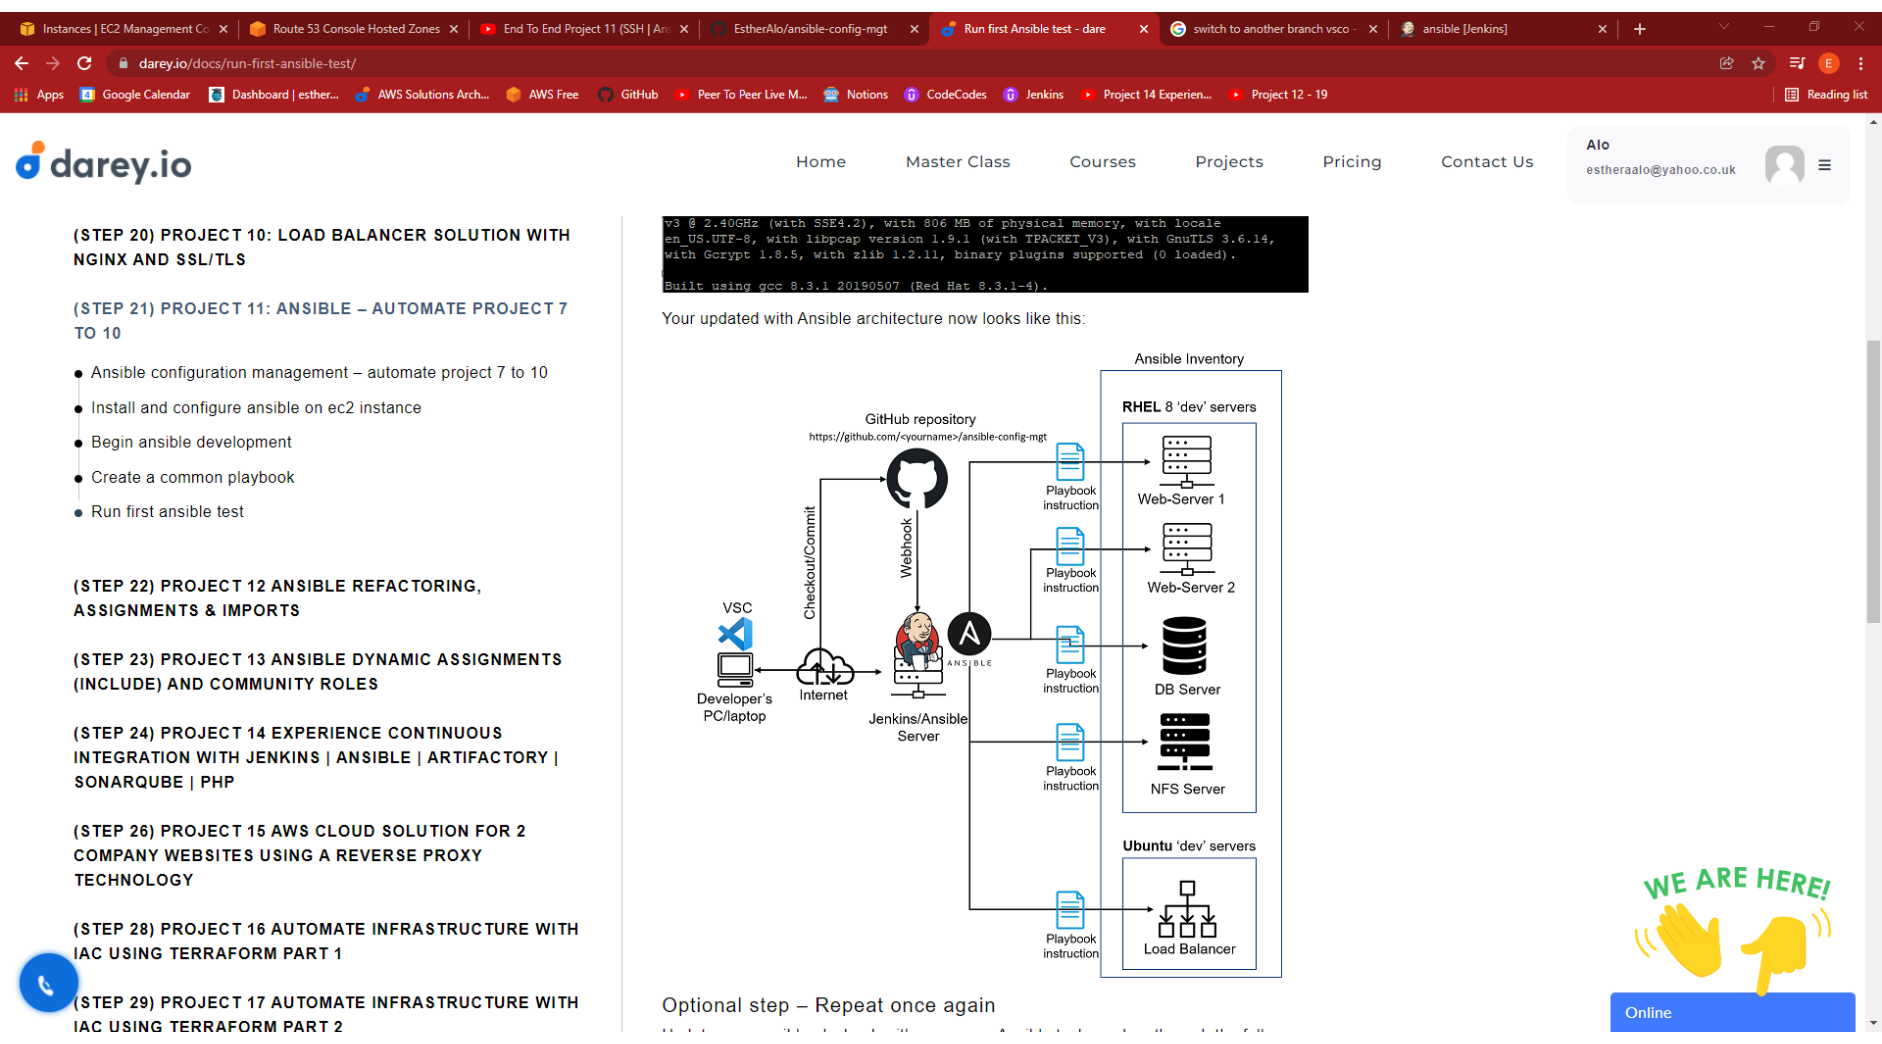 Instances | EC2 Management Co
Route 53 Console Hosted Zones
End To End Project 11 (SSH | Ans
EstherAlo/ansible-config-mgt
Run first Ansible test - dare
switch to another branch vsco -
ansible [Jenkins]
darey.io/docs/run-first-ansible-test/
E
Apps
Google Calendar
Dashboard | esther...
AWS Solutions Arch...
AWS Free
GitHub
Peer To Peer Live M...
Notions
CodeCodes
Jenkins
Project 14 Experien...
Project 12 - 19
Reading list
darey.io
Home
Master Class
Courses
Projects
Pricing
Contact Us
Alo
estheraalo@yahoo.co.uk
(STEP 20) PROJECT 10: LOAD BALANCER SOLUTION WITH
NGINX AND SSL/TLS
(STEP 21) PROJECT 11: ANSIBLE – AUTOMATE PROJECT 7
TO 10
Ansible configuration management – automate project 7 to 10
Install and configure ansible on ec2 instance
Begin ansible development
Create a common playbook
Run first ansible test
(STEP 22) PROJECT 12 ANSIBLE REFACTORING,
ASSIGNMENTS & IMPORTS
(STEP 23) PROJECT 13 ANSIBLE DYNAMIC ASSIGNMENTS
(INCLUDE) AND COMMUNITY ROLES
(STEP 24) PROJECT 14 EXPERIENCE CONTINUOUS
INTEGRATION WITH JENKINS | ANSIBLE | ARTIFACTORY |
SONARQUBE | PHP
(STEP 26) PROJECT 15 AWS CLOUD SOLUTION FOR 2
COMPANY WEBSITES USING A REVERSE PROXY
TECHNOLOGY
(STEP 28) PROJECT 16 AUTOMATE INFRASTRUCTURE WITH
IAC USING TERRAFORM PART 1
(STEP 29) PROJECT 17 AUTOMATE INFRASTRUCTURE WITH
IAC USING TERRAFORM PART 2
v3 @ 2.40GHz (with SSE4.2), with 806 MB of physical memory, with locale
en_US.UTF-8, with libpcap version 1.9.1 (with TPACKET_V3), with GnuTLS 3.6.14,
with Gcrypt 1.8.5, with zlib 1.2.11, binary plugins supported (0 loaded).
Built using gcc 8.3.1 20190507 (Red Hat 8.3.1-4).
Your updated with Ansible architecture now looks like this:
Ansible Inventory
RHEL 8 'dev' servers
GitHub repository
https://github.com/<yourname>/ansible-config-mgt
Playbook
instruction
Web-Server 1
Checkout/Commit
Webhook
Playbook
instruction
Web-Server 2
VSC
ANSIBLE
Playbook
instruction
DB Server
Developer's
PC/laptop
Internet
Jenkins/Ansible
Server
Playbook
instruction
NFS Server
Ubuntu 'dev' servers
Playbook
instruction
Load Balancer
Optional step – Repeat once again
WE ARE HERE!
Online